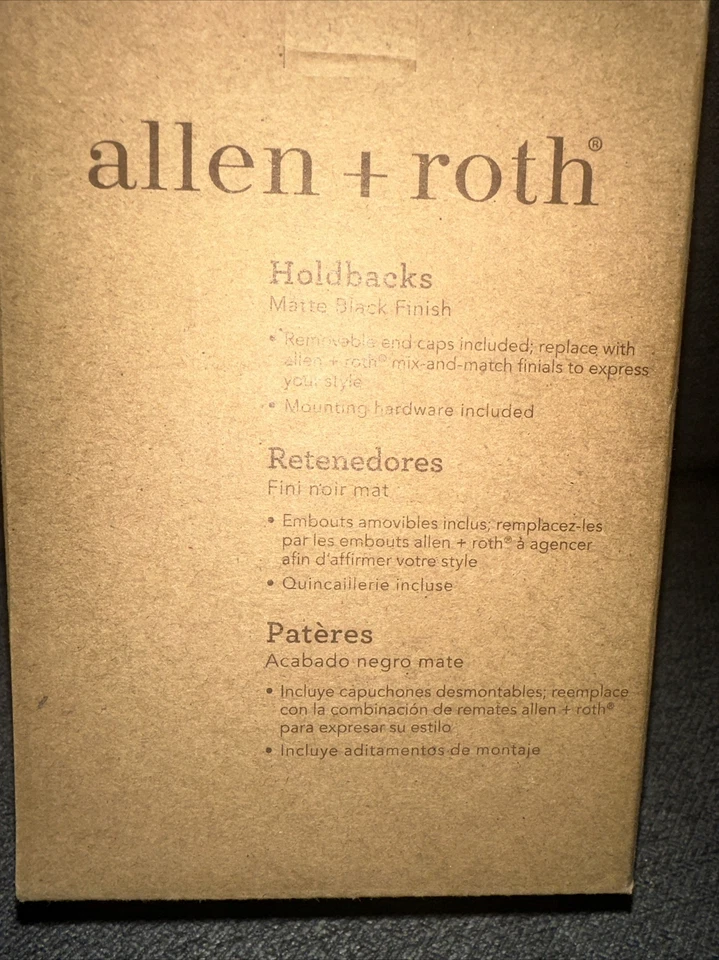 allen + roth®
Holdbacks
Matte Black Finish
• Removable end caps included; replace with
allen + roth® mix-and-match finials to express
your style
• Mounting hardware included
Retenedores
Fini noir mat
• Embouts amovibles inclus; remplacez-les
par les embouts allen + roth® à agencer
afin d'affirmer votre style
• Quincaillerie incluse
Patères
Acabado negro mate
• Incluye capuchones desmontables; reemplace
con la combinación de remates allen + roth®
para expresar su estilo
• Incluye aditamentos de montaje